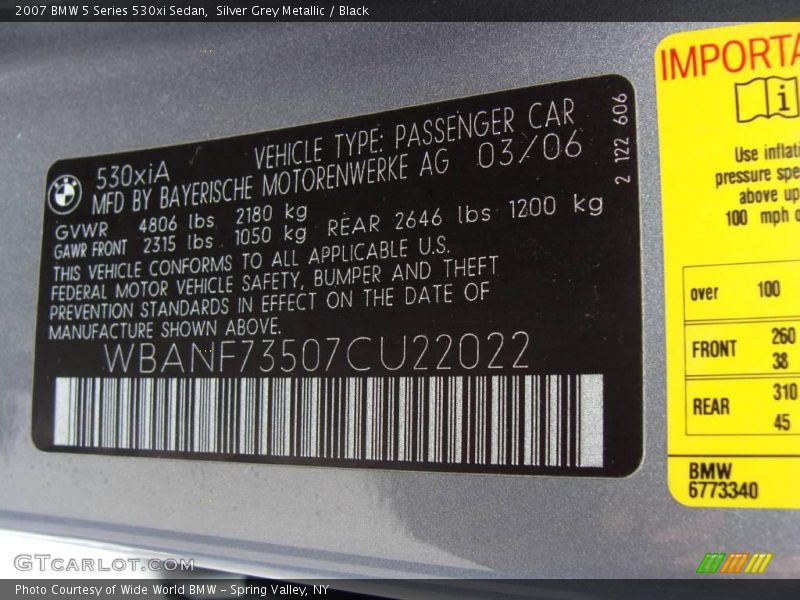 2007 BMW 5 Series 530xi Sedan,  Silver Grey Metallic / Black
530xiA VEHICLE TYPE: PASSENGER CAR
MFD BY BAYERISCHE MOTORENWERKE AG 03/06
GVWR 4806 lbs 2180 kg
GAWR FRONT 2315 lbs 1050 kg REAR 2646 lbs 1200 kg
THIS VEHICLE CONFORMS TO ALL APPLICABLE U.S.
FEDERAL MOTOR VEHICLE SAFETY, BUMPER AND THEFT
PREVENTION STANDARDS IN EFFECT ON THE DATE OF
MANUFACTURE SHOWN ABOVE.
WBANF73507CU22022
2 122 606
IMPORTA
i
Use inflati
pressure spe
above up
100 mph o
over 100
FRONT 260
38
REAR 310
45
BMW
6773340
GTCARLOT.COM
Photo Courtesy of Wide World BMW - Spring Valley, NY